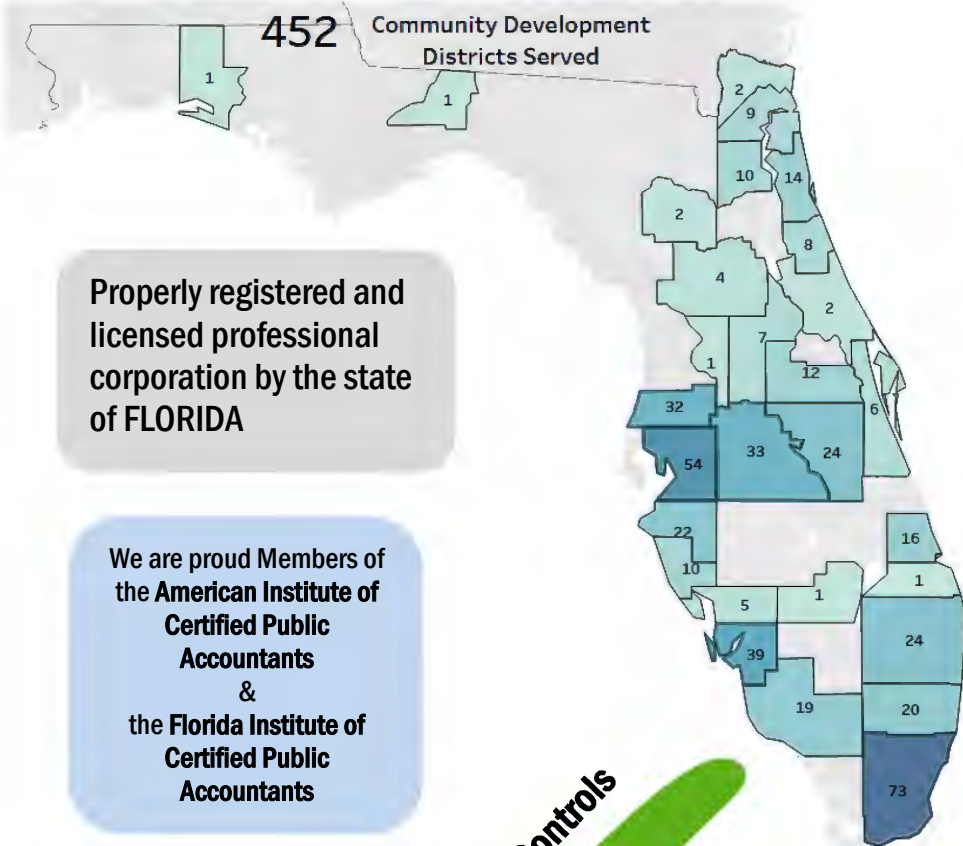 452 Community Development
Districts Served
1
1
2
9
10
14
2
8
4
2
7
1
12
32
6
54
33
24
22
16
10
1
5
1
24
39
19
20
73
Properly registered and
licensed professional
corporation by the state
of FLORIDA
We are proud Members of
the American Institute of
Certified Public
Accountants
&
the Florida Institute of
Certified Public
Accountants